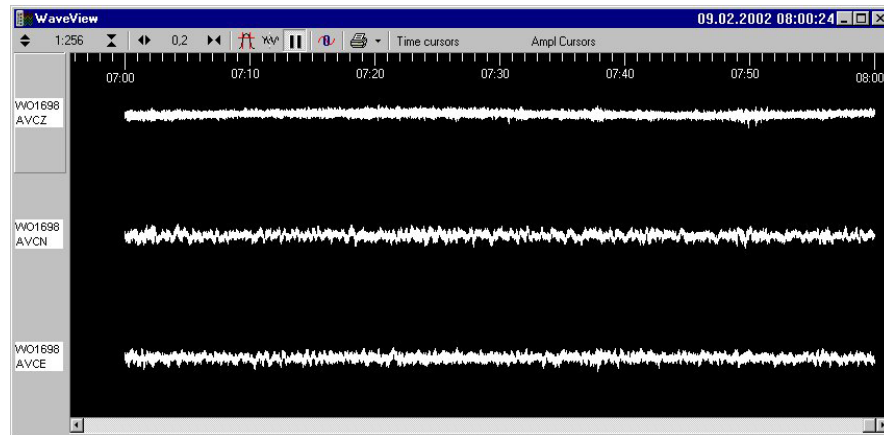 WaveView 09.02.2002 08:00:24
1:256 0,2 Time cursors Ampl Cursors
07:00 07:10 07:20 07:30 07:40 07:50 08:00
WO1698
AVCZ
WO1698
AVCN
WO1698
AVCE